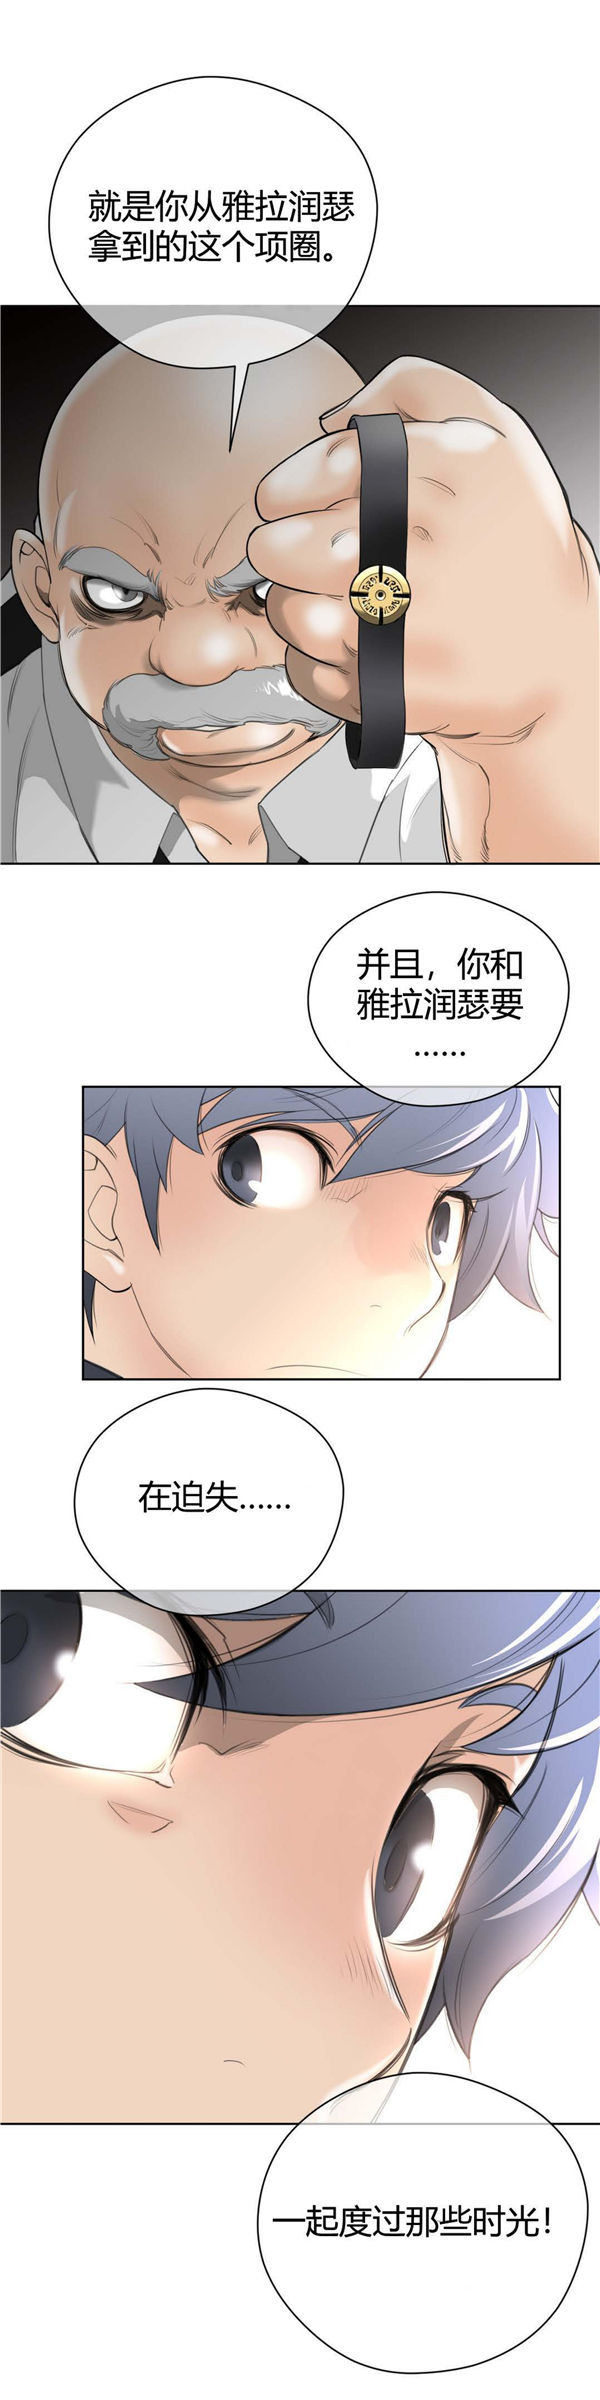 就是你从雅拉润瑟
拿到的这个项圈。
并且，你和
雅拉润瑟要
……
在迫失……
一起度过那些时光！